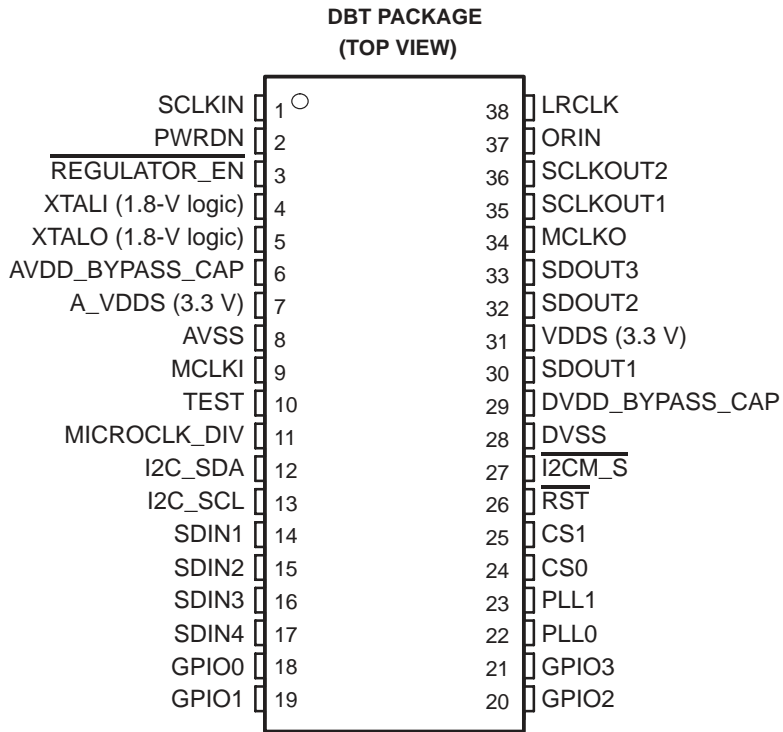 DBT PACKAGE
(TOP VIEW)
SCLKIN 1 38 LRCLK
PWRDN 2 37 ORIN
REGULATOR_EN 3 36 SCLKOUT2
XTALI (1.8-V logic) 4 35 SCLKOUT1
XTALO (1.8-V logic) 5 34 MCLKO
AVDD_BYPASS_CAP 6 33 SDOUT3
A_VDDS (3.3 V) 7 32 SDOUT2
AVSS 8 31 VDDS (3.3 V)
MCLKI 9 30 SDOUT1
TEST 10 29 DVDD_BYPASS_CAP
MICROCLK_DIV 11 28 DVSS
I2C_SDA 12 27 I2CM_S
I2C_SCL 13 26 RST
SDIN1 14 25 CS1
SDIN2 15 24 CS0
SDIN3 16 23 PLL1
SDIN4 17 22 PLL0
GPIO0 18 21 GPIO3
GPIO1 19 20 GPIO2